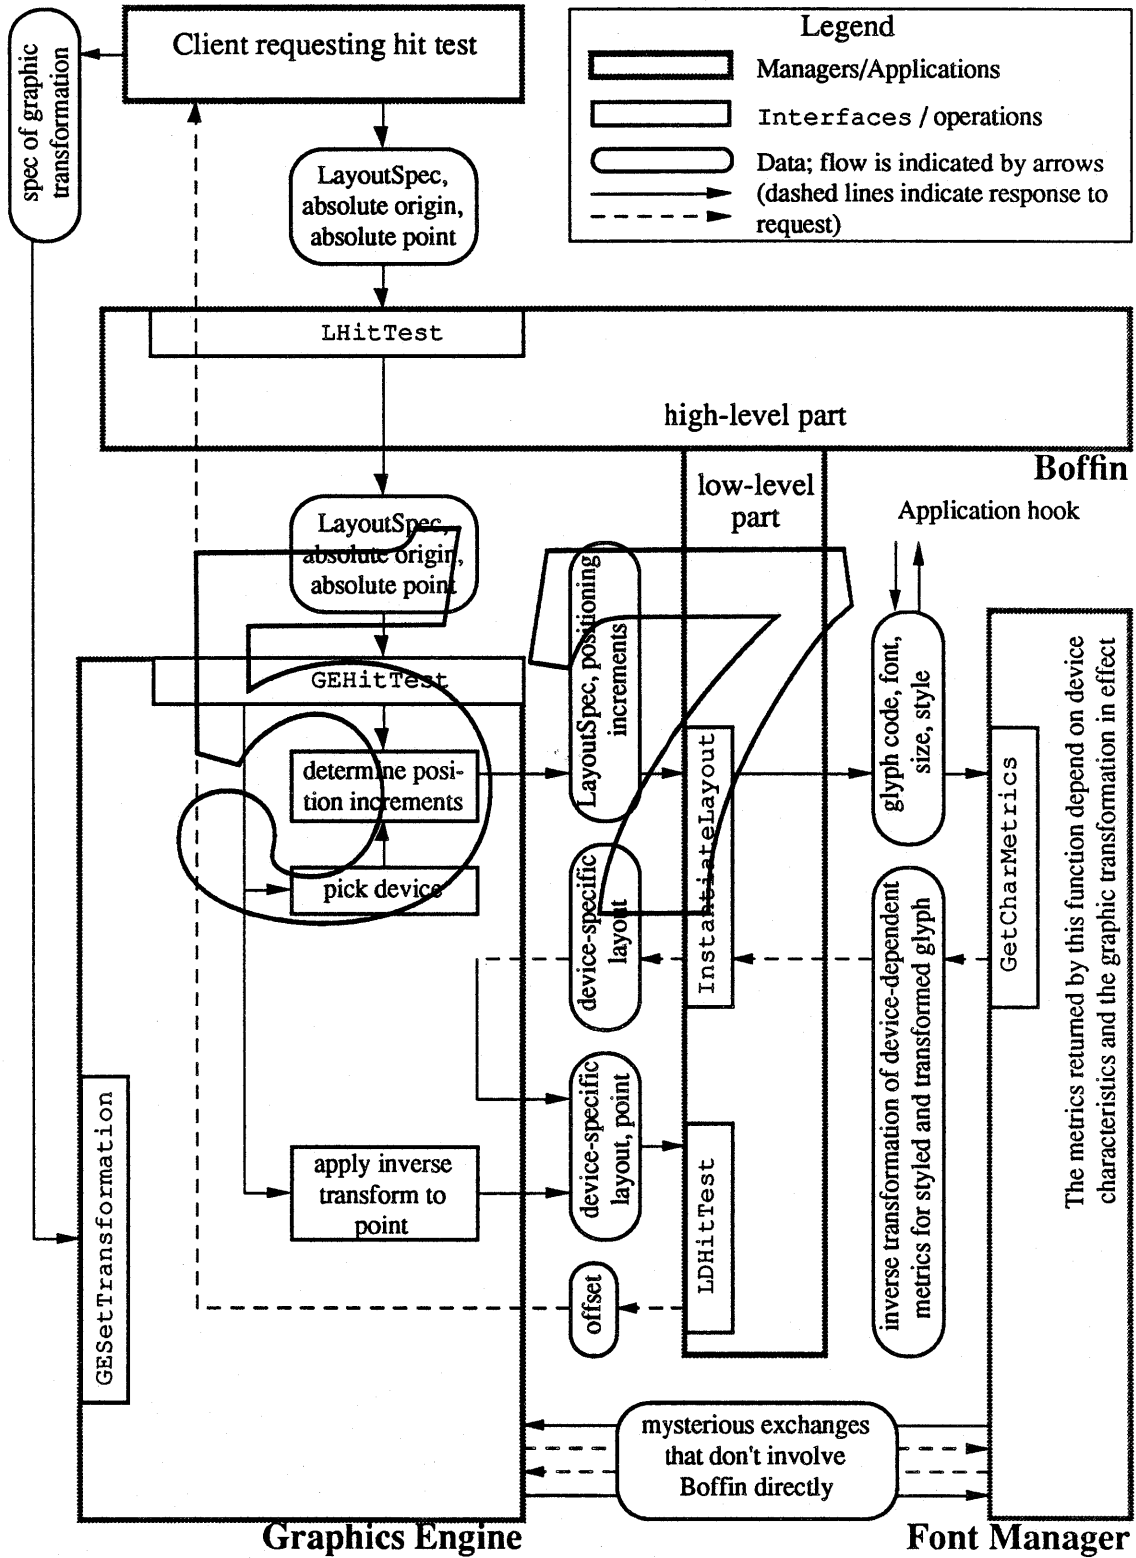 Client requesting hit test
spec of graphic
transformation
Legend
Managers/Applications
Interfaces / operations
Data; flow is indicated by arrows
(dashed lines indicate response to
request)
LayoutSpec,
absolute origin,
absolute point
LHitTest
high-level part
Boffin
low-level
part
Application hook
LayoutSpec,
absolute origin,
absolute point
57
GEHitTest
determine posi-
tion increments
pick device
LayoutSpec, positioning
increments
InstantiateLayout
glyph code, font,
size, style
GetCharMetrics
The metrics returned by this function depend on device
characteristics and the graphic transformation in effect
device-specific
layout
inverse transformation of device-dependent
metrics for styled and transformed glyph
device-specific
layout, point
apply inverse
transform to
point
LDHitTest
offset
GESetTransformation
mysterious exchanges
that don't involve
Boffin directly
Graphics Engine
Font Manager